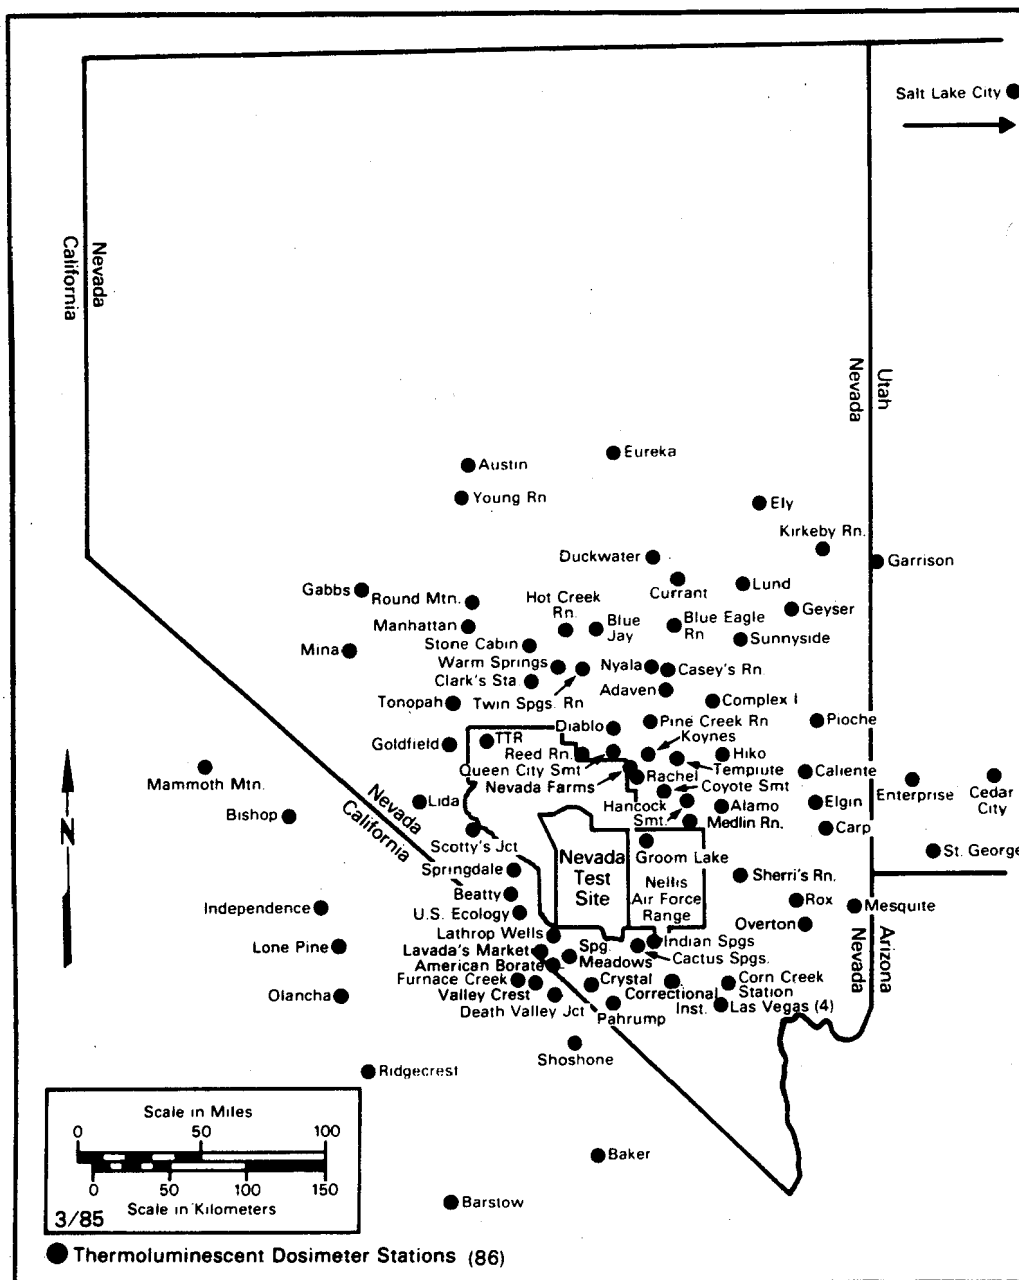 Salt Lake City
Nevada
California
Utah
Nevada
Austin
Eureka
Young Rn
Ely
Kirkeby Rn.
Duckwater
Garrison
Gabbs
Round Mtn.
Hot Creek
Rn.
Currant
Lund
Manhattan
Blue
Jay
Blue Eagle
Rn
Geyser
Mina
Stone Cabin
Sunnyside
Warm Springs
Nyala
Casey's Rn.
Clark's Sta.
Twin Spgs. Rn
Adaven
Tonopah
Complex I
Diablo
Pine Creek Rn
Pioche
Goldfield
TTR
Reed Rn.
Koynes
Hiko
Queen City Smt
Tempiute
Mammoth Mtn.
Nevada Farms
Rachel
Caliente
Coyote Smt
Enterprise
Cedar
City
Bishop
Nevada
California
Lida
Hancock
Smt.
Alamo
Elgin
Medlin Rn.
Carp
N
Scotty's Jct
Groom Lake
St. George
Nevada
Test
Site
Springdale
Nellis
Air Force
Range
Sherri's Rn.
Beatty
Rox
Mesquite
Independence
U.S. Ecology
Overton
Lathrop Wells
Indian Spgs
Lone Pine
Lavada's Market
Spg.
Meadows
Cactus Spgs.
Nevada
Arizona
American Borate
Furnace Creek
Crystal
Corn Creek
Station
Olancha
Valley Crest
Correctional
Inst.
Las Vegas (4)
Death Valley Jct
Pahrump
Shoshone
Ridgecrest
Baker
Barstow
Scale in Miles
0 50 100
0 50 100 150
Scale in Kilometers
3/85
Thermoluminescent Dosimeter Stations (86)